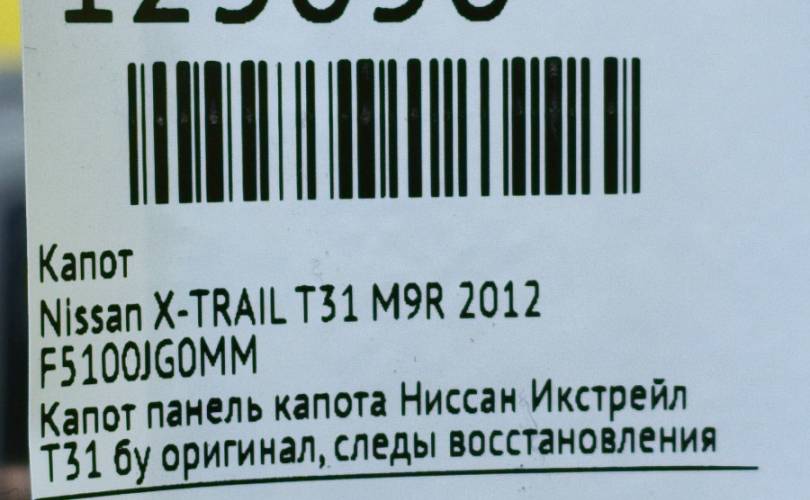 Капот
Nissan X-TRAIL T31 M9R 2012
F5100JG0MM
Капот панель капота Ниссан Икстрейл
Т31 бу оригинал, следы восстановления